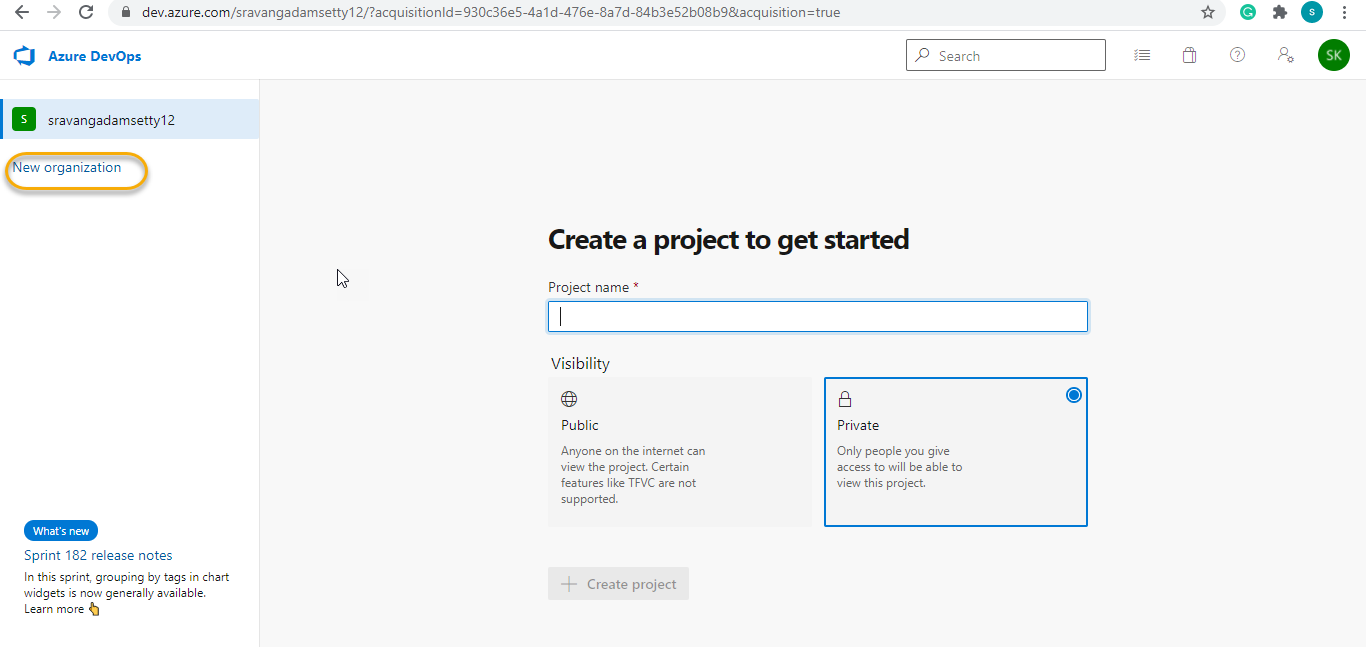 dev.azure.com/sravangadamsetty12/?acquisitionId=930c36e5-4a1d-476e-8a7d-84b3e52b08b9&acquisition=true
G
S
Azure DevOps
Search
SK
S
sravangadamsetty12
New organization
Create a project to get started
Project name *
Visibility
Public
Anyone on the internet can
view the project. Certain
features like TFVC are not
supported.
Private
Only people you give
access to will be able to
view this project.
Create project
What's new
Sprint 182 release notes
In this sprint, grouping by tags in chart
widgets is now generally available.
Learn more 👆